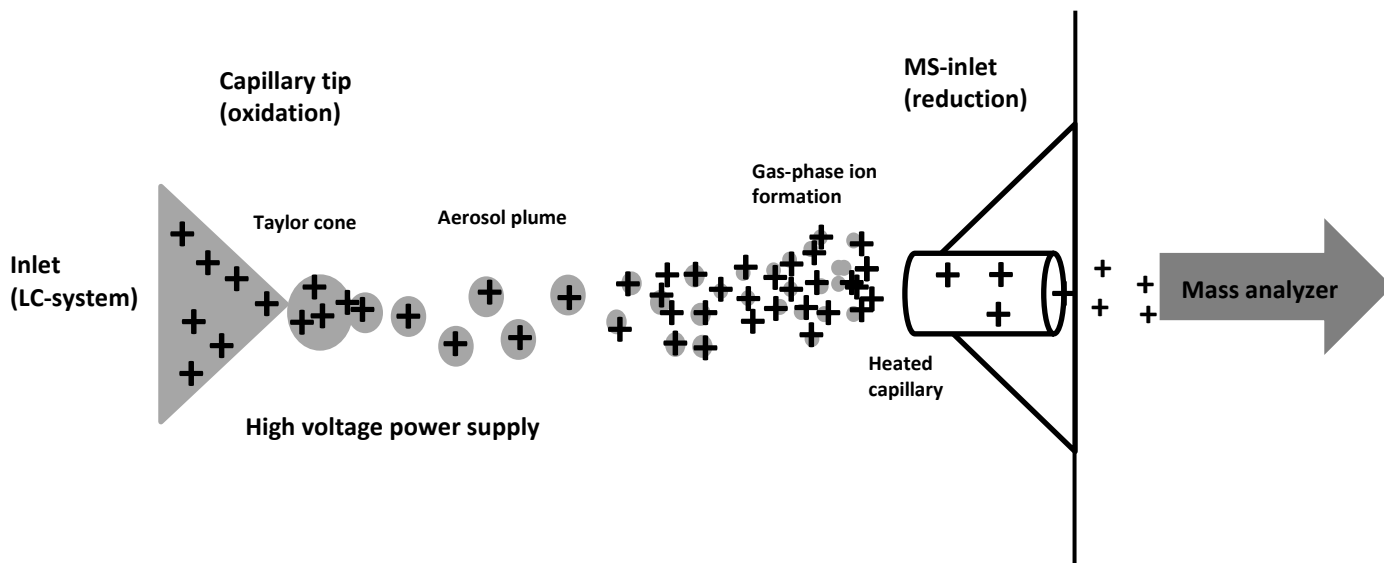 Capillary tip
(oxidation)
MS-inlet
(reduction)
Gas-phase ion
formation
Taylor cone
Aerosol plume
Inlet
(LC-system)
Mass analyzer
Heated
capillary
High voltage power supply